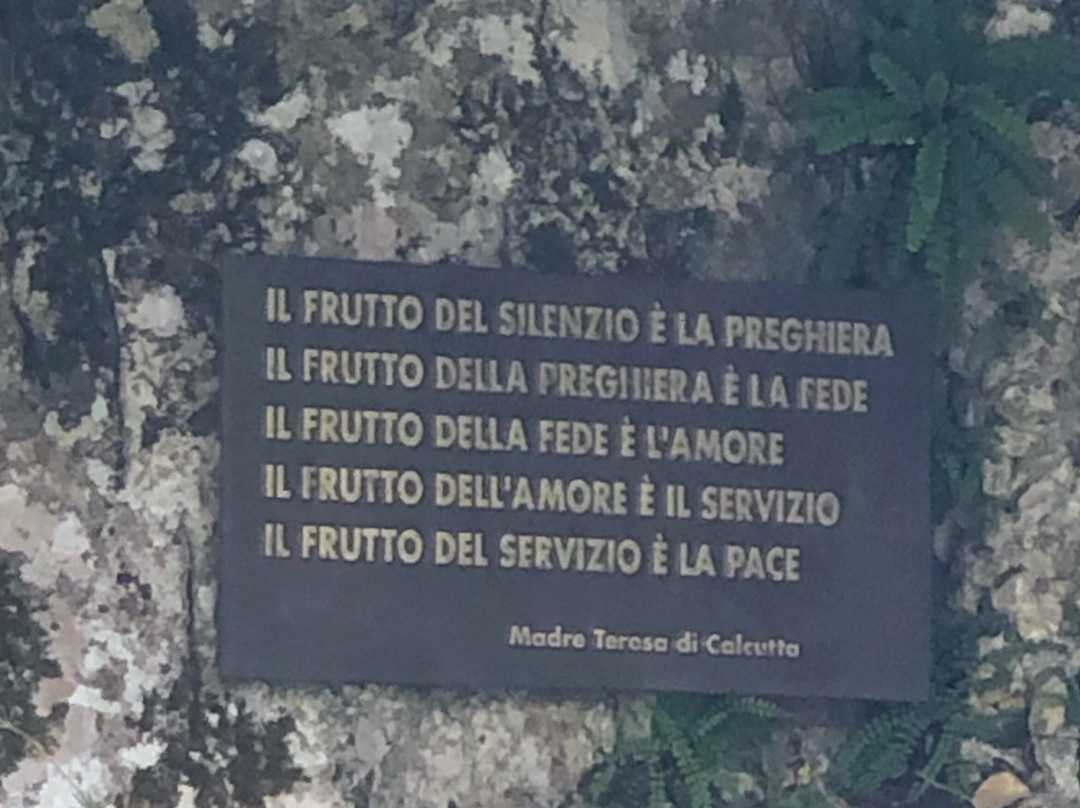 IL FRUTTO DEL SILENZIO È LA PREGHIERA
IL FRUTTO DELLA PREGHIERA È LA FEDE
IL FRUTTO DELLA FEDE È L'AMORE
IL FRUTTO DELL'AMORE È IL SERVIZIO
IL FRUTTO DEL SERVIZIO È LA PACE
Madre Teresa di Calcutta